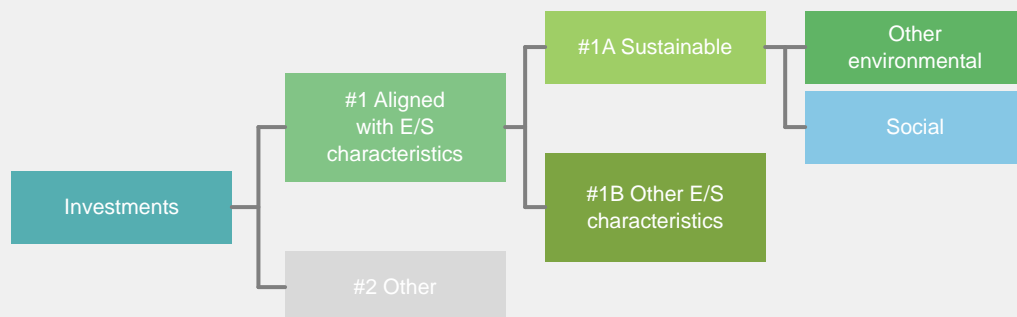 Investments
#1 Aligned
with E/S
characteristics
#2 Other
#1A Sustainable
#1B Other E/S
characteristics
Other
environmental
Social